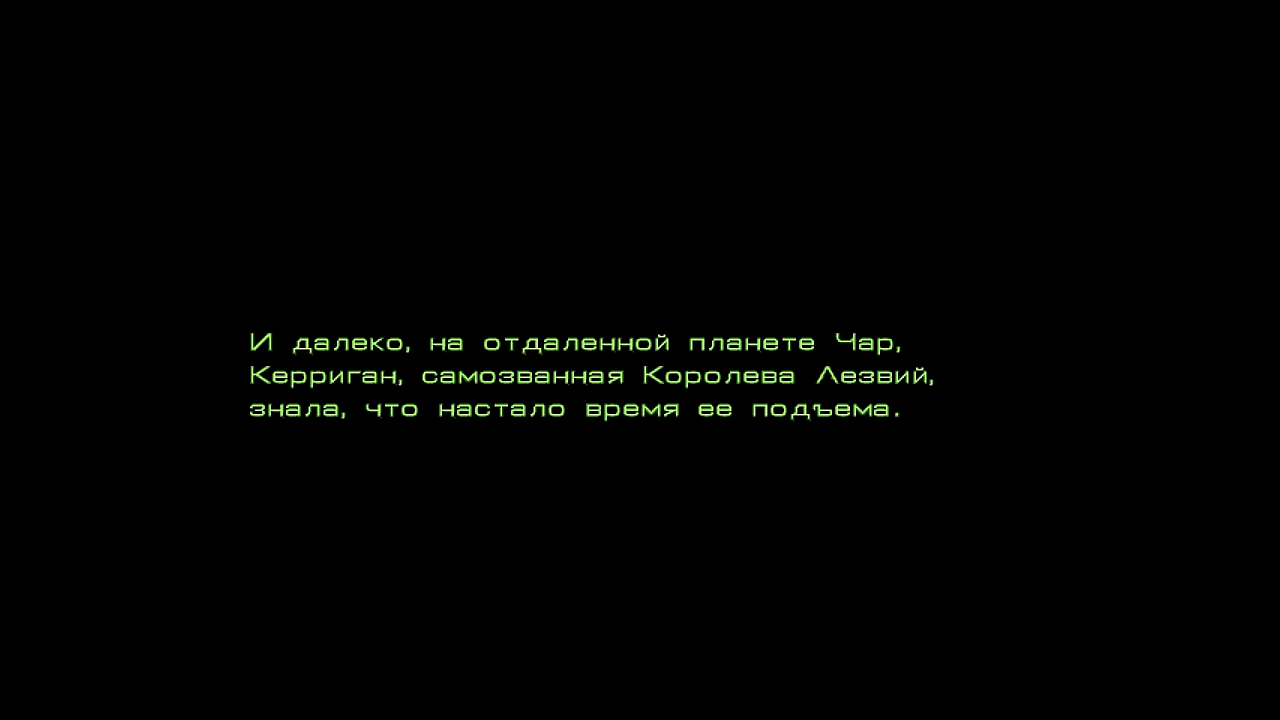 И далеко, на отдаленной планете Чар,
Керриган, самозванная Королева Лезвий,
знала, что настало время ее подъема.